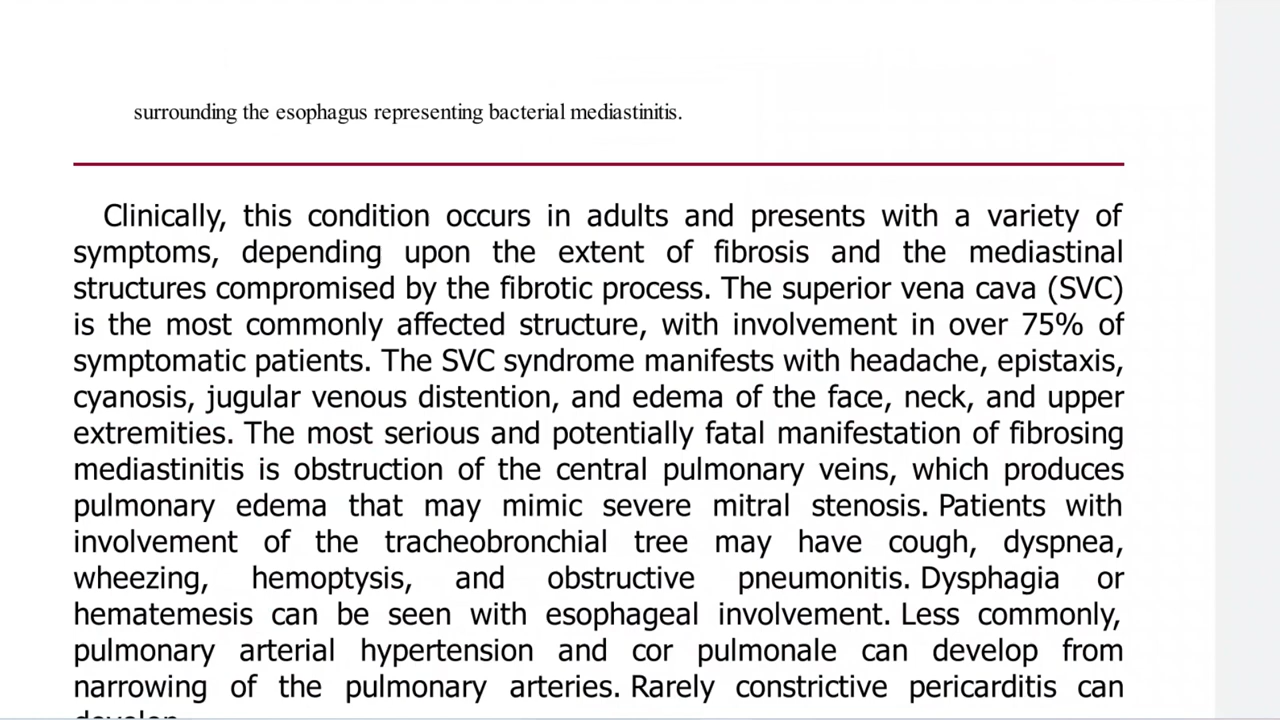 surrounding the esophagus representing bacterial mediastinitis.
Clinically, this condition occurs in adults and presents with a variety of
symptoms, depending upon the extent of fibrosis and the mediastinal
structures compromised by the fibrotic process. The superior vena cava (SVC)
is the most commonly affected structure, with involvement in over 75% of
symptomatic patients. The SVC syndrome manifests with headache, epistaxis,
cyanosis, jugular venous distention, and edema of the face, neck, and upper
extremities. The most serious and potentially fatal manifestation of fibrosing
mediastinitis is obstruction of the central pulmonary veins, which produces
pulmonary edema that may mimic severe mitral stenosis. Patients with
involvement of the tracheobronchial tree may have cough, dyspnea,
wheezing, hemoptysis, and obstructive pneumonitis. Dysphagia or
hematemesis can be seen with esophageal involvement. Less commonly,
pulmonary arterial hypertension and cor pulmonale can develop from
narrowing of the pulmonary arteries. Rarely constrictive pericarditis can
develop.